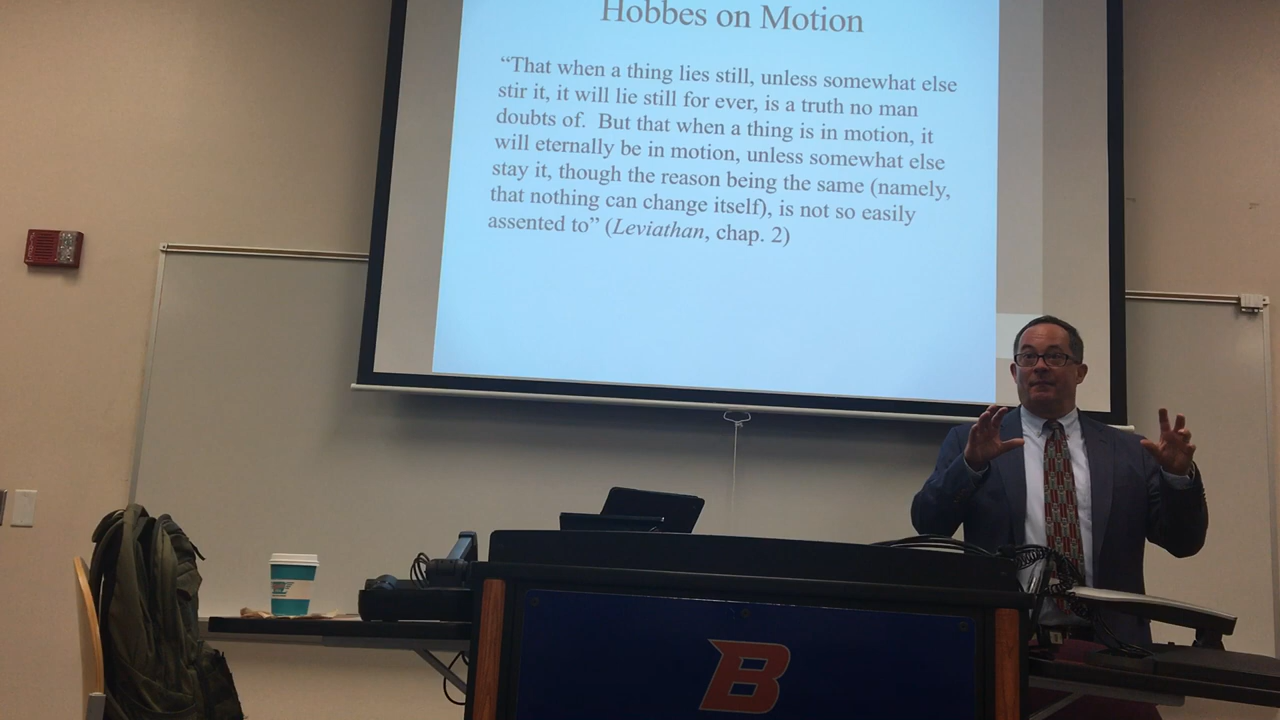 Hobbes on Motion
“That when a thing lies still, unless somewhat else
stir it, it will lie still for ever, is a truth no man
doubts of.  But that when a thing is in motion, it
will eternally be in motion, unless somewhat else
stay it, though the reason being the same (namely,
that nothing can change itself), is not so easily
assented to” (Leviathan, chap. 2)
B